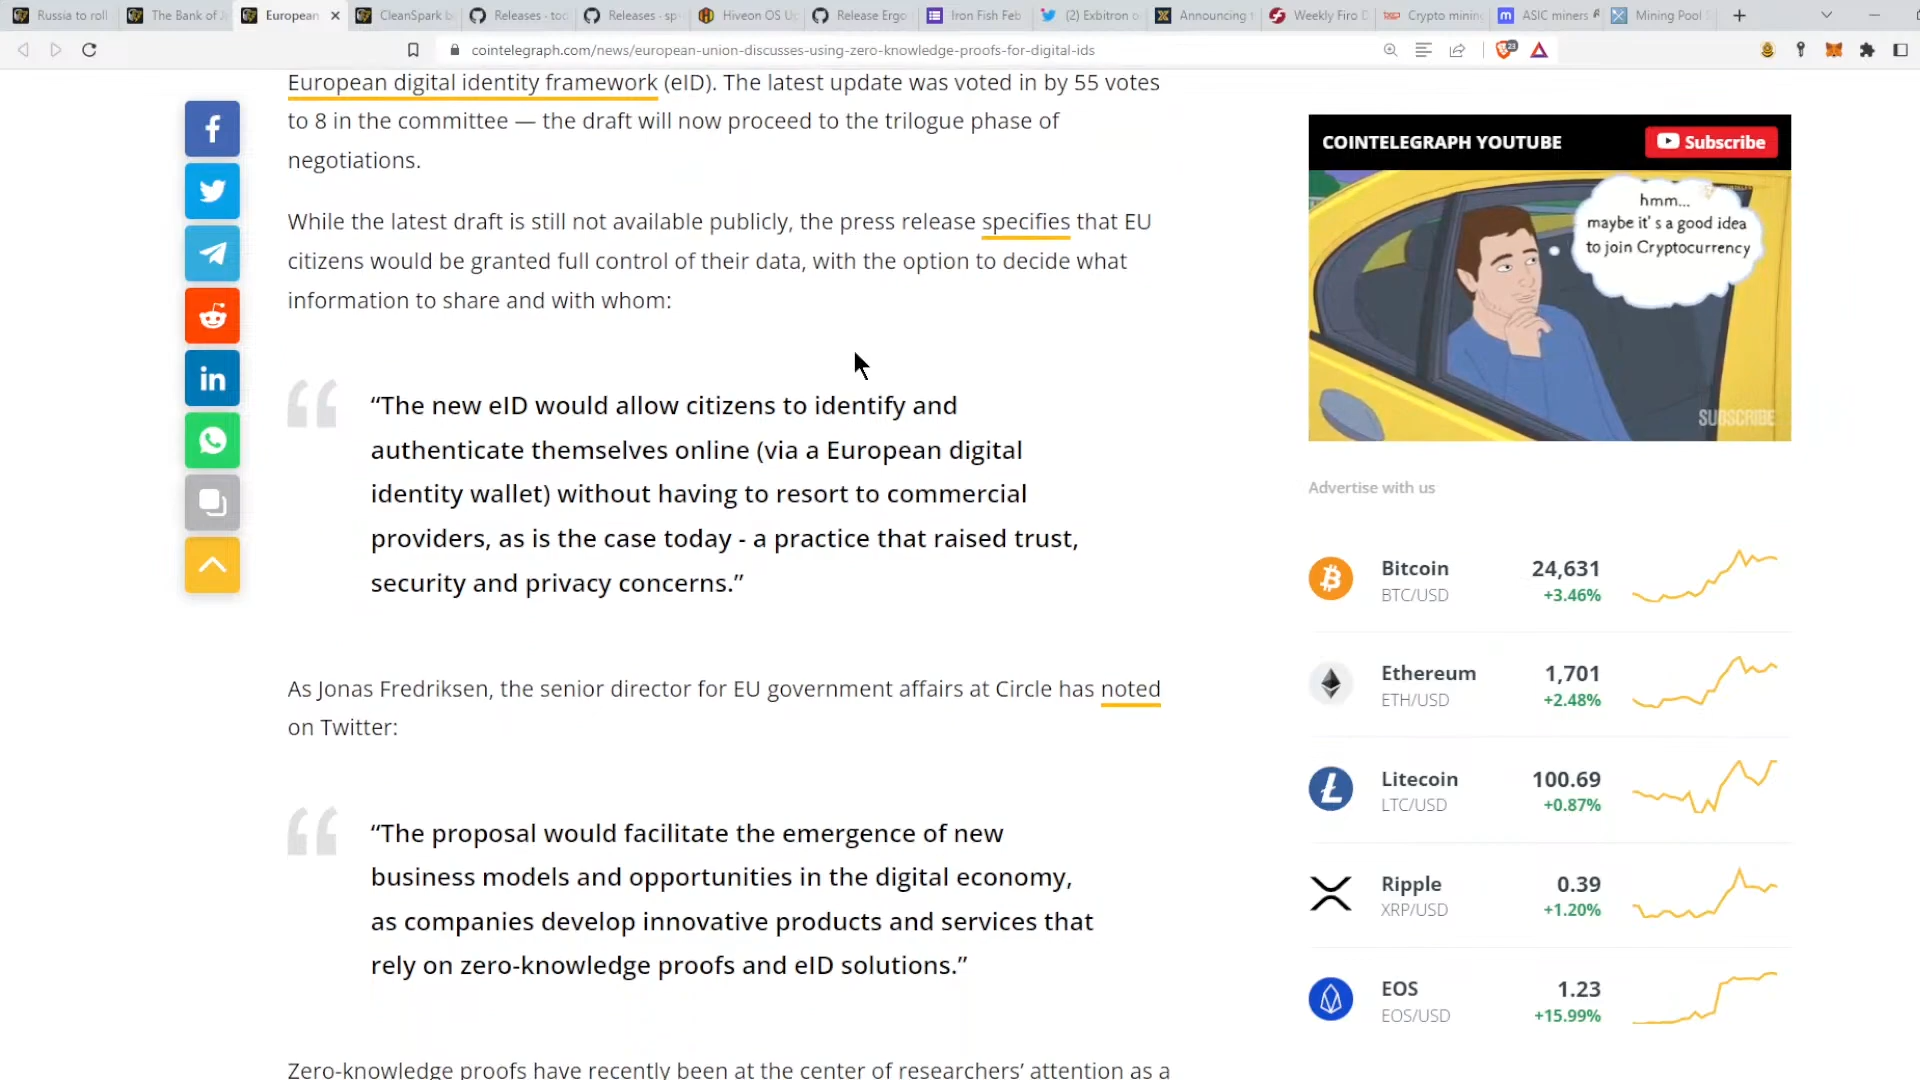 Russia to roll
The Bank of J
European
CleanSpark b
Releases · too
Releases · sp
Hiveon OS Up
Release Ergo
Iron Fish Feb
(2) Exbitron o
Announcing t
Weekly Firo D
Crypto mining
ASIC miners P
Mining Pool S
cointelegraph.com/news/european-union-discusses-using-zero-knowledge-proofs-for-digital-ids
23
European digital identity framework (eID). The latest update was voted in by 55 votes
to 8 in the committee — the draft will now proceed to the trilogue phase of
negotiations.
While the latest draft is still not available publicly, the press release specifies that EU
citizens would be granted full control of their data, with the option to decide what
information to share and with whom:
“The new eID would allow citizens to identify and
authenticate themselves online (via a European digital
identity wallet) without having to resort to commercial
providers, as is the case today - a practice that raised trust,
security and privacy concerns.”
As Jonas Fredriksen, the senior director for EU government affairs at Circle has noted
on Twitter:
“The proposal would facilitate the emergence of new
business models and opportunities in the digital economy,
as companies develop innovative products and services that
rely on zero-knowledge proofs and eID solutions.”
Zero-knowledge proofs have recently been at the center of researchers’ attention as a
COINTELEGRAPH YOUTUBE
Subscribe
hmm...
maybe it's a good idea
to join Cryptocurrency
SUBSCRIBE
Advertise with us
Bitcoin 24,631
BTC/USD +3.46%
Ethereum 1,701
ETH/USD +2.48%
Litecoin 100.69
LTC/USD +0.87%
Ripple 0.39
XRP/USD +1.20%
EOS 1.23
EOS/USD +15.99%